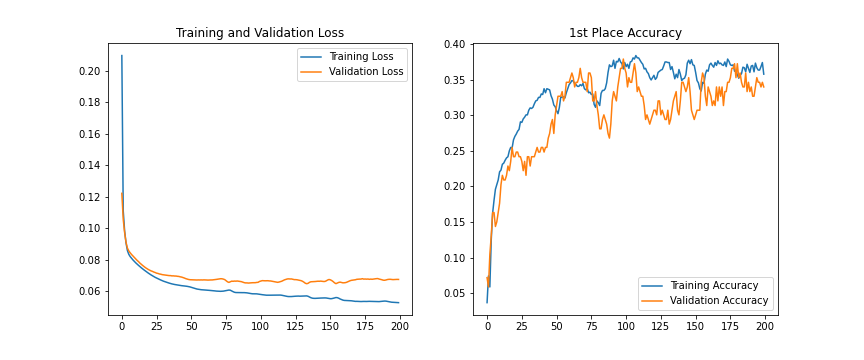 Training and Validation Loss
Training Loss
Validation Loss
0.20
0.18
0.16
0.14
0.12
0.10
0.08
0.06
0 25 50 75 100 125 150 175 200
1st Place Accuracy
0.40
0.35
0.30
0.25
0.20
0.15
0.10
0.05
Training Accuracy
Validation Accuracy
0 25 50 75 100 125 150 175 200